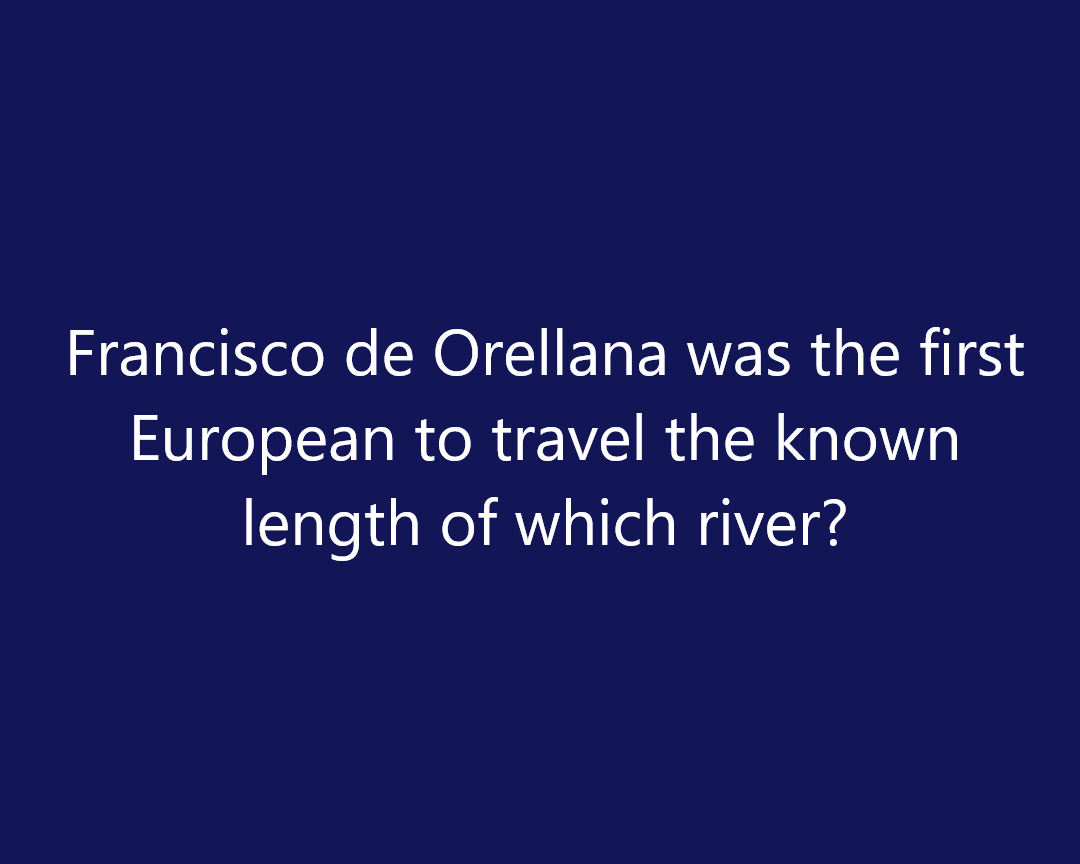 Francisco de Orellana was the first
European to travel the known
length of which river?